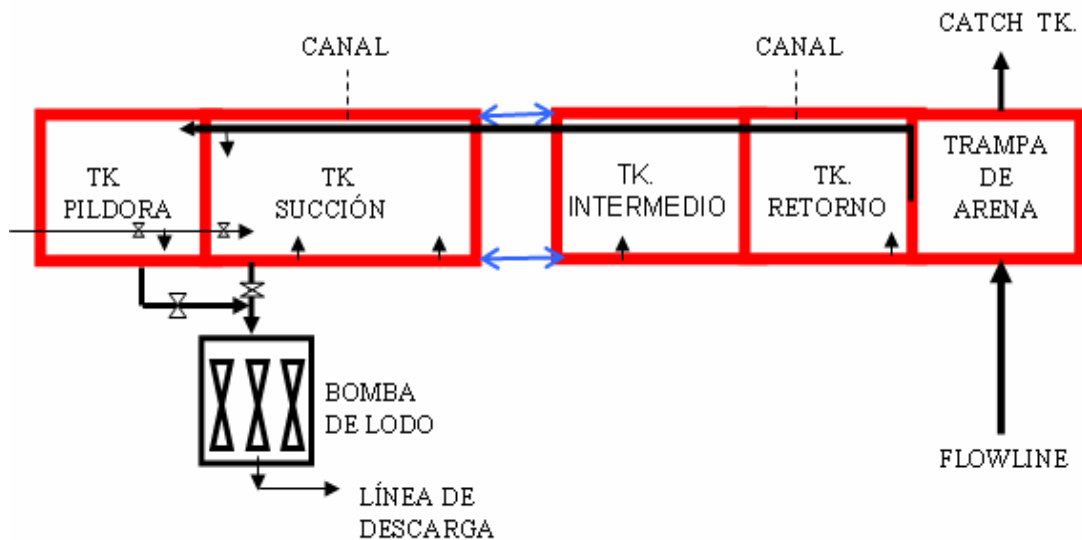 CATCH TK.
CANAL
CANAL
TK
PILDORA
TK
SUCCIÓN
TK.
INTERMEDIO
TK.
RETORNO
TRAMPA
DE
ARENA
BOMBA
DE LODO
FLOWLINE
LÍNEA DE
DESCARGA